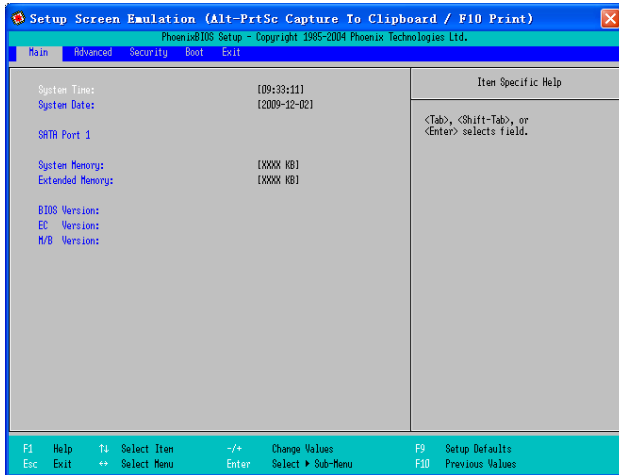 Setup Screen Emulation (Alt-PrtSc Capture To Clipboard / F10 Print)
PhoenixBIOS Setup - Copyright 1985-2004 Phoenix Technologies Ltd.
Main Advanced Security Boot Exit
Item Specific Help
System Time: [09:33:11]
System Date: [2009-12-02]
<Tab>, <Shift-Tab>, or
<Enter> selects field.
SATA Port 1
System Memory: [XXXX KB]
Extended Memory: [XXXX KB]
BIOS Version:
EC Version:
M/B Version:
F1 Help ↑↓ Select Item -/+ Change Values F9 Setup Defaults
Esc Exit ↔ Select Menu Enter Select ▶ Sub-Menu F10 Previous Values